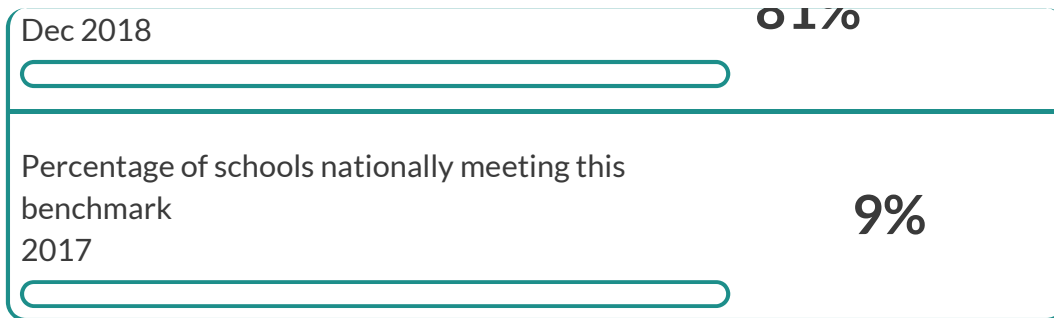 Dec 2018
Percentage of schools nationally meeting this
benchmark
2017
9%